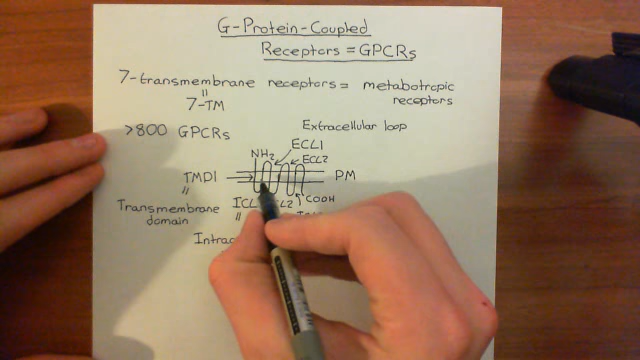 G-Protein-Coupled
Receptors = GPCRs
7-transmembrane receptors = metabotropic
receptors
"
7-TM
>800 GPCRs
Extracellular loop
ECL1
NH2
ECL2
TMD1
PM
"
COOH
Transmembrane
domain
"